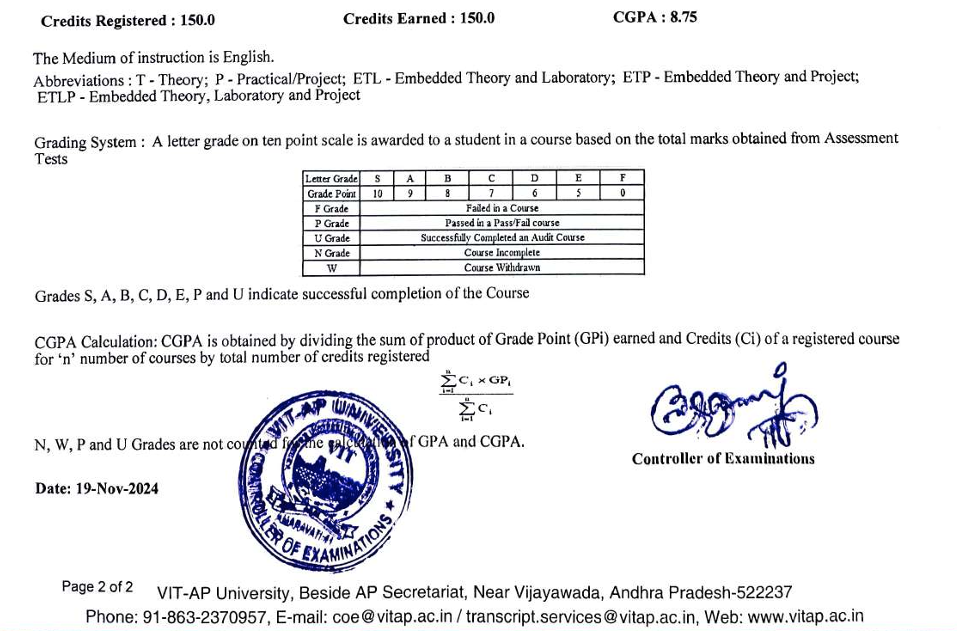 Credits Registered : 150.0 Credits Earned : 150.0 CGPA : 8.75
The Medium of instruction is English.
Abbreviations : T - Theory; P - Practical/Project; ETL - Embedded Theory and Laboratory; ETP - Embedded Theory and Project;
ETLP - Embedded Theory, Laboratory and Project
Grading System : A letter grade on ten point scale is awarded to a student in a course based on the total marks obtained from Assessment
Tests
Letter Grade S A B C D E F
Grade Point 10 9 8 7 6 5 0
F Grade Failed in a Course
P Grade Passed in a Pass/Fail course
U Grade Successfully Completed an Audit Course
N Grade Course Incomplete
W Course Withdrawn
Grades S, A, B, C, D, E, P and U indicate successful completion of the Course
CGPA Calculation: CGPA is obtained by dividing the sum of product of Grade Point (GPi) earned and Credits (Ci) of a registered course
for ‘n’ number of courses by total number of credits registered
n
∑ Ci × GPi
i=1
n
∑ Ci
i=1
N, W, P and U Grades are not counted for the calculation of GPA and CGPA.
VIT-AP UNIVERSITY
VIT
AMARAVATI
CONTROLLER OF EXAMINATIONS
Controller of Examinations
Date: 19-Nov-2024
Page 2 of 2 VIT-AP University, Beside AP Secretariat, Near Vijayawada, Andhra Pradesh-522237
Phone: 91-863-2370957, E-mail: coe@vitap.ac.in / transcript.services@vitap.ac.in, Web: www.vitap.ac.in